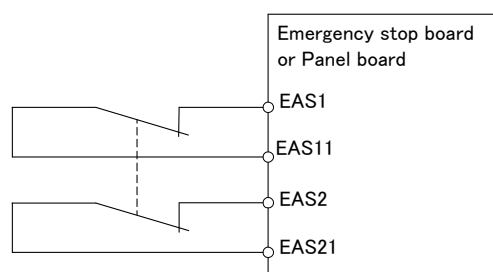 Emergency stop board
or Panel board
EAS1
EAS11
EAS2
EAS21